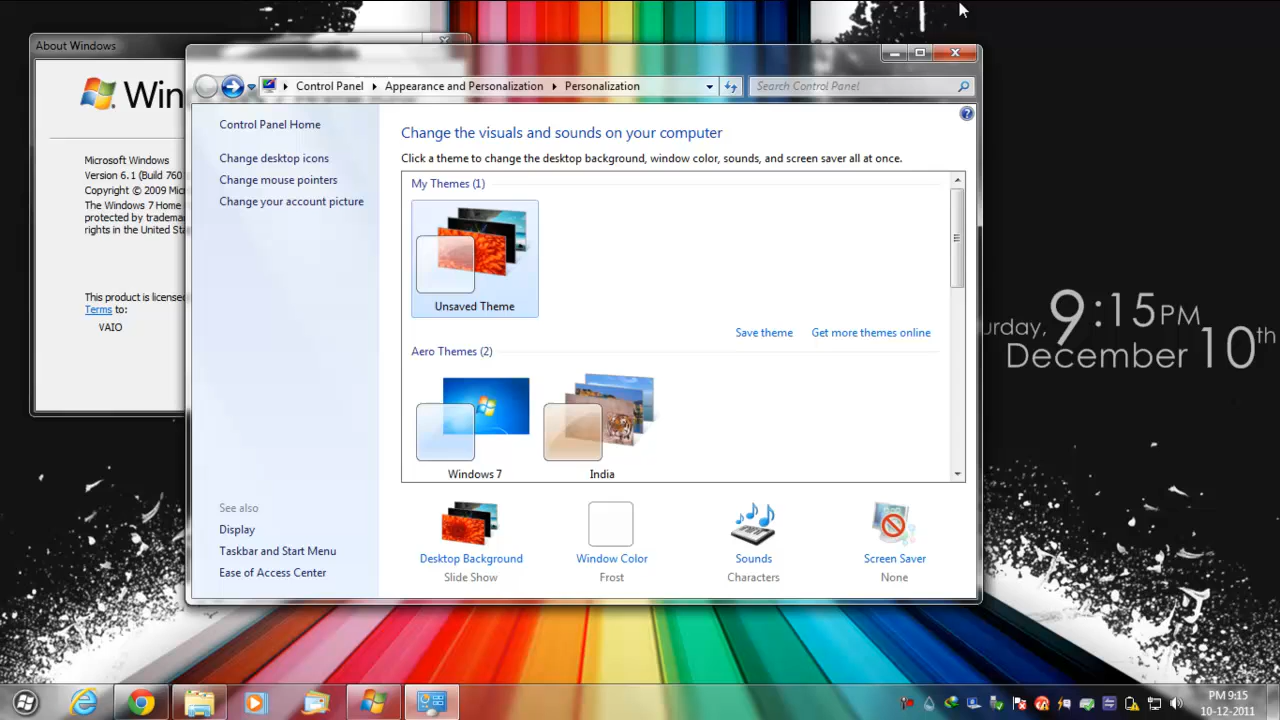 About Windows
Win
Microsoft Windows
Version 6.1 (Build 760
Copyright © 2009 Mic
The Windows 7 Home
protected by trademar
rights in the United Sta
This product is licensed
Terms to:
VAIO
Control Panel
Appearance and Personalization
Personalization
Search Control Panel
Control Panel Home
Change desktop icons
Change mouse pointers
Change your account picture
See also
Display
Taskbar and Start Menu
Ease of Access Center
Change the visuals and sounds on your computer
Click a theme to change the desktop background, window color, sounds, and screen saver all at once.
My Themes (1)
Unsaved Theme
Save theme
Get more themes online
Aero Themes (2)
Windows 7
India
Desktop Background
Slide Show
Window Color
Frost
Sounds
Characters
Screen Saver
None
urday, 9:15PM
December 10th
PM 9:15
10-12-2011